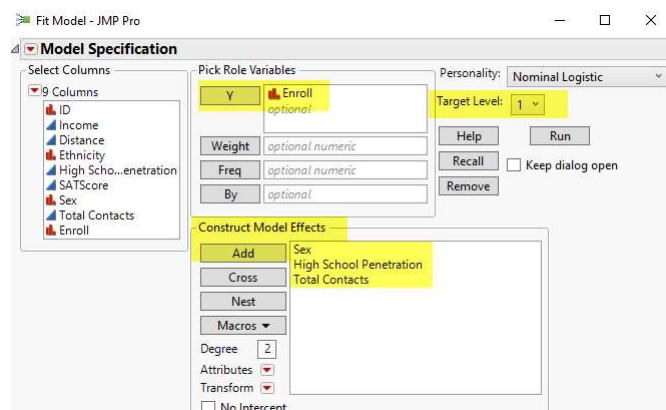 Fit Model - JMP Pro
Model Specification
Select Columns
9 Columns
ID
Income
Distance
Ethnicity
High Scho...enetration
SATScore
Sex
Total Contacts
Enroll
Pick Role Variables
Y
Enroll
optional
Weight
optional numeric
Freq
optional numeric
By
optional
Personality:
Nominal Logistic
Target Level:
1
Help
Run
Recall
Keep dialog open
Remove
Construct Model Effects
Add
Cross
Nest
Macros
Degree
2
Attributes
Transform
No Intercept
Sex
High School Penetration
Total Contacts